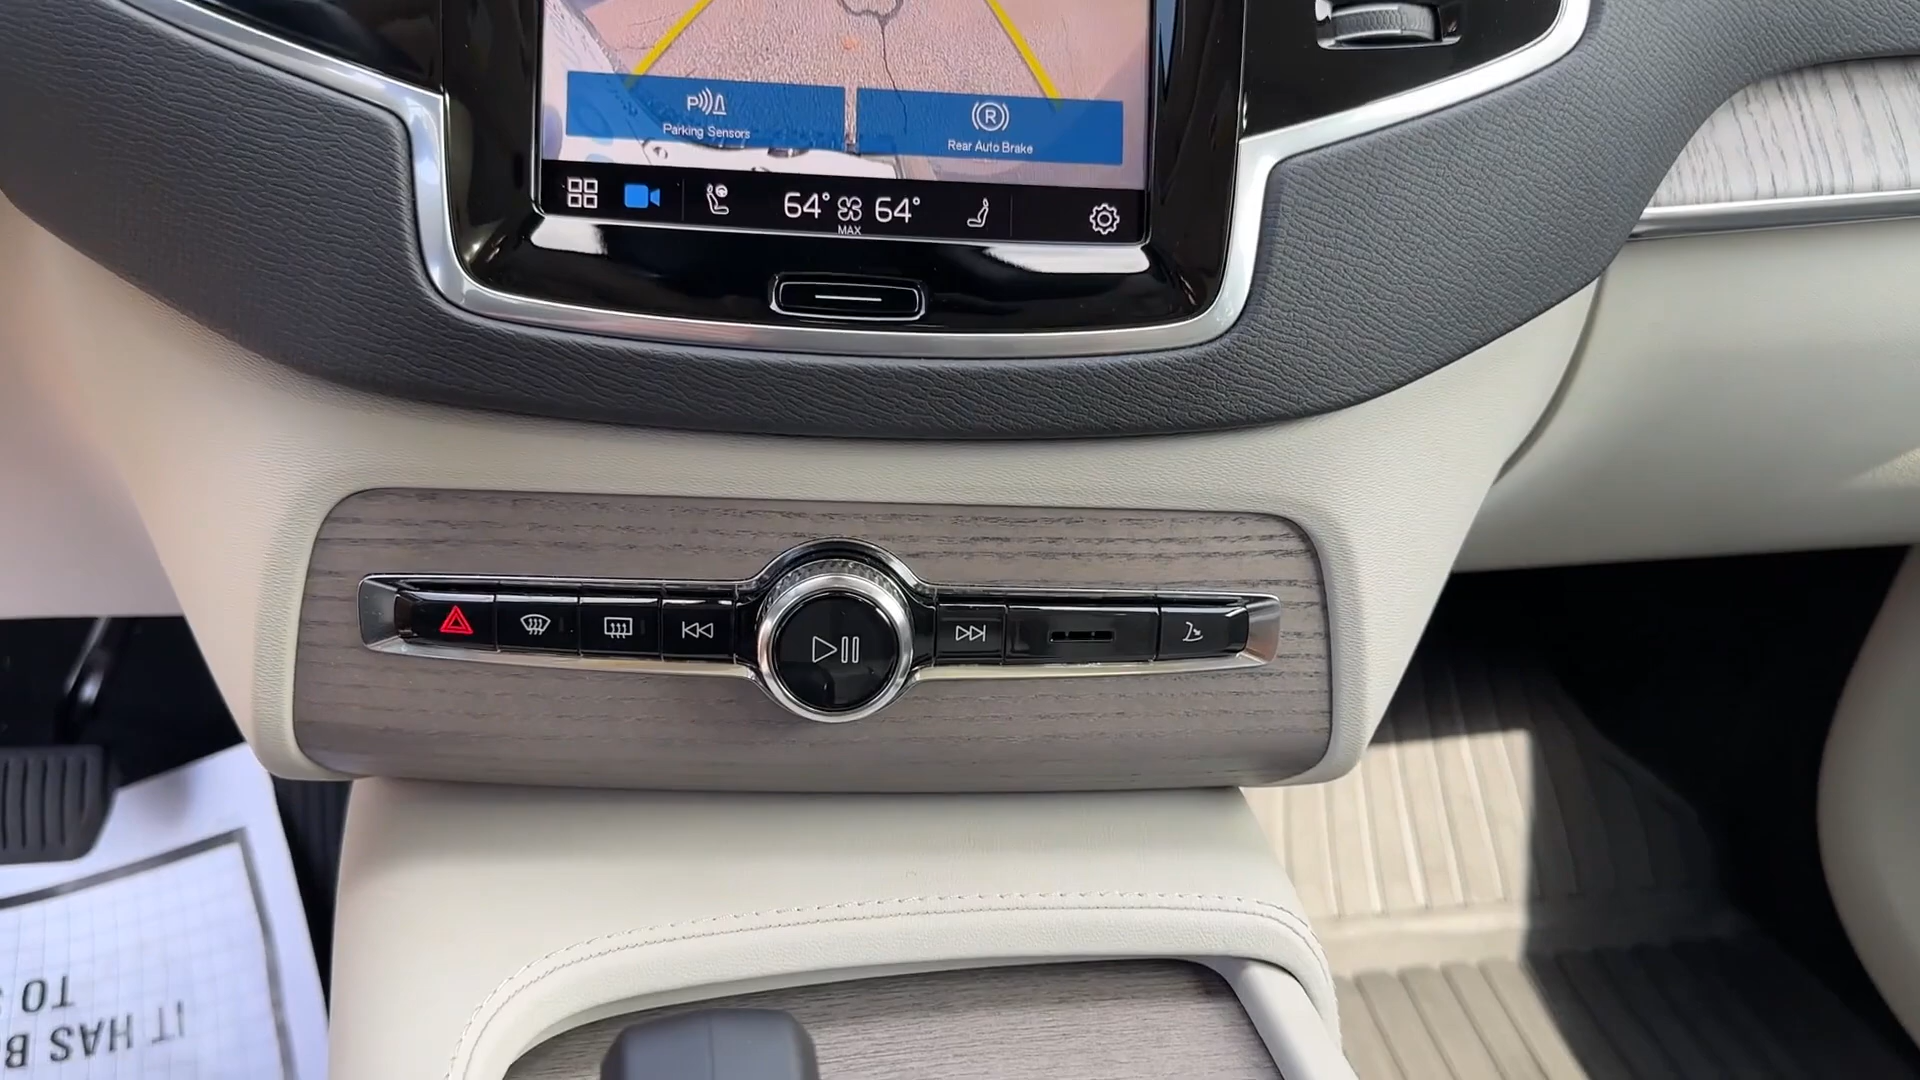 Parking Sensors
R
Rear Auto Brake
64° 64°
MAX
IT HAS B
TO